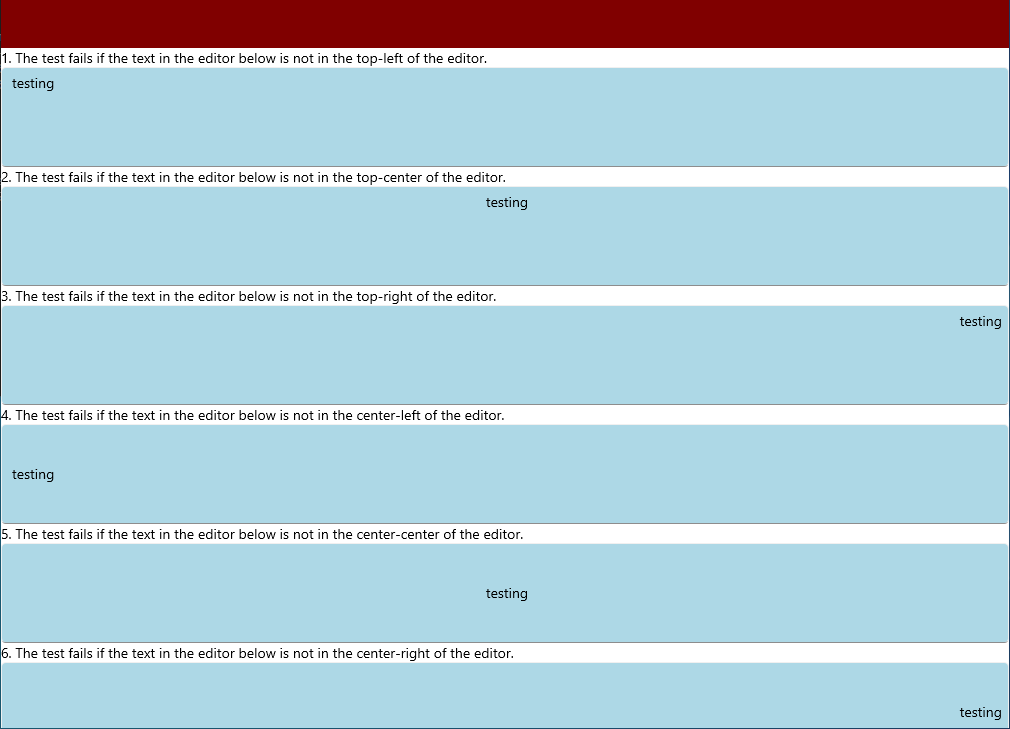 1. The test fails if the text in the editor below is not in the top-left of the editor.
testing
2. The test fails if the text in the editor below is not in the top-center of the editor.
testing
3. The test fails if the text in the editor below is not in the top-right of the editor.
testing
4. The test fails if the text in the editor below is not in the center-left of the editor.
testing
5. The test fails if the text in the editor below is not in the center-center of the editor.
testing
6. The test fails if the text in the editor below is not in the center-right of the editor.
testing